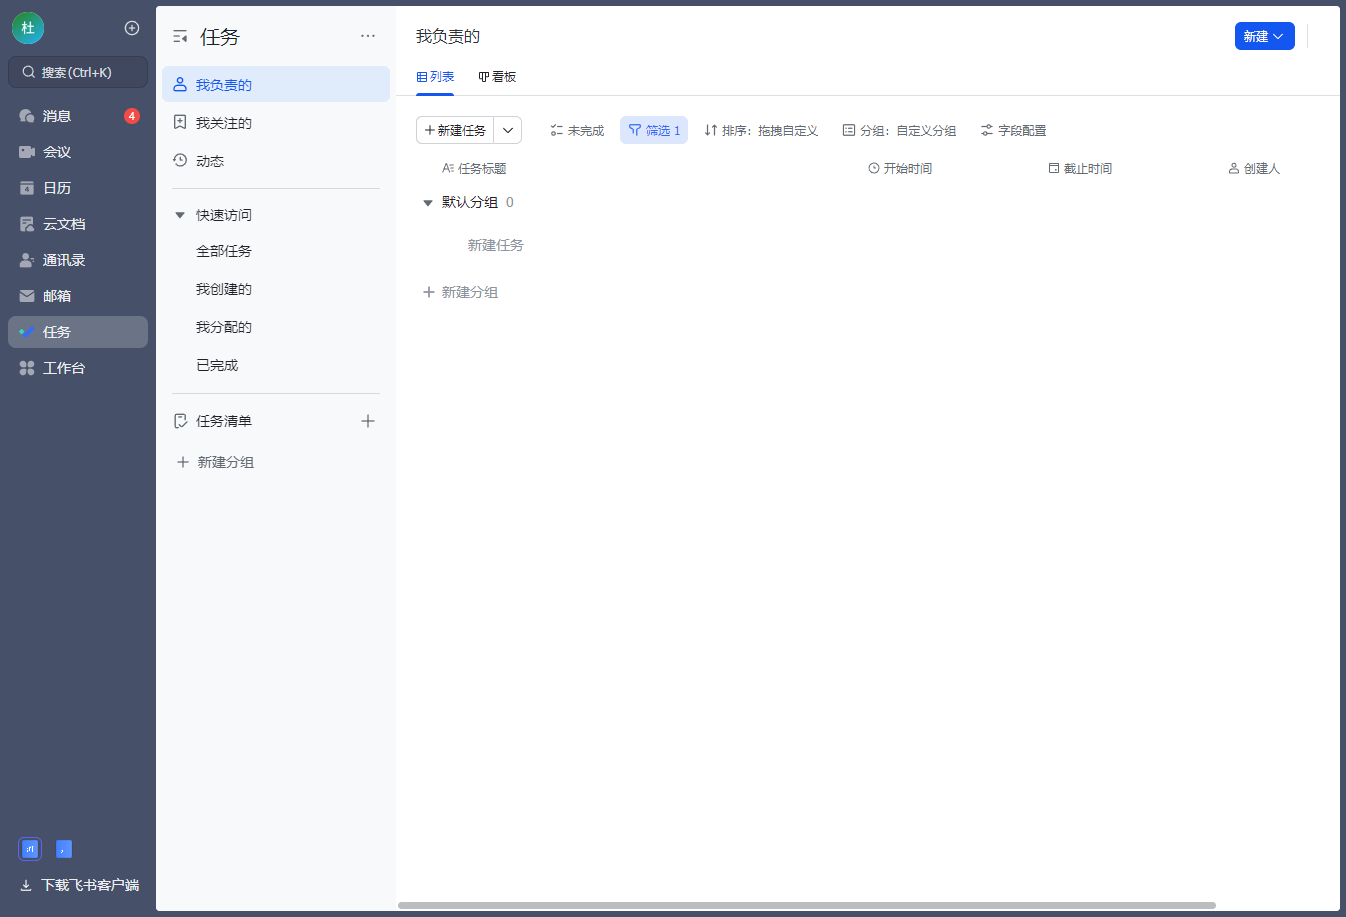 杜
搜索 (Ctrl+K)
消息
4
会议
日历
云文档
通讯录
邮箱
任务
工作台
下载飞书客户端
任务
我负责的
我关注的
动态
快速访问
全部任务
我创建的
我分配的
已完成
任务清单
新建分组
我负责的
新建
列表
看板
新建任务
未完成
筛选 1
排序：拖拽自定义
分组：自定义分组
字段配置
任务标题
开始时间
截止时间
创建人
默认分组 0
新建任务
新建分组